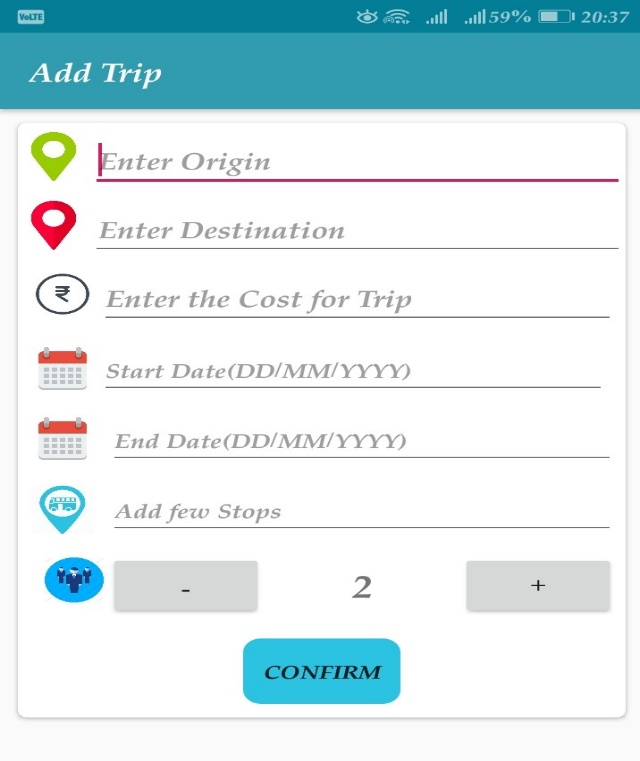 VoLTE 59% 20:37
Add Trip
Enter Origin
Enter Destination
₹ Enter the Cost for Trip
Start Date(DD/MM/YYYY)
End Date(DD/MM/YYYY)
Add few Stops
- 2 +
CONFIRM